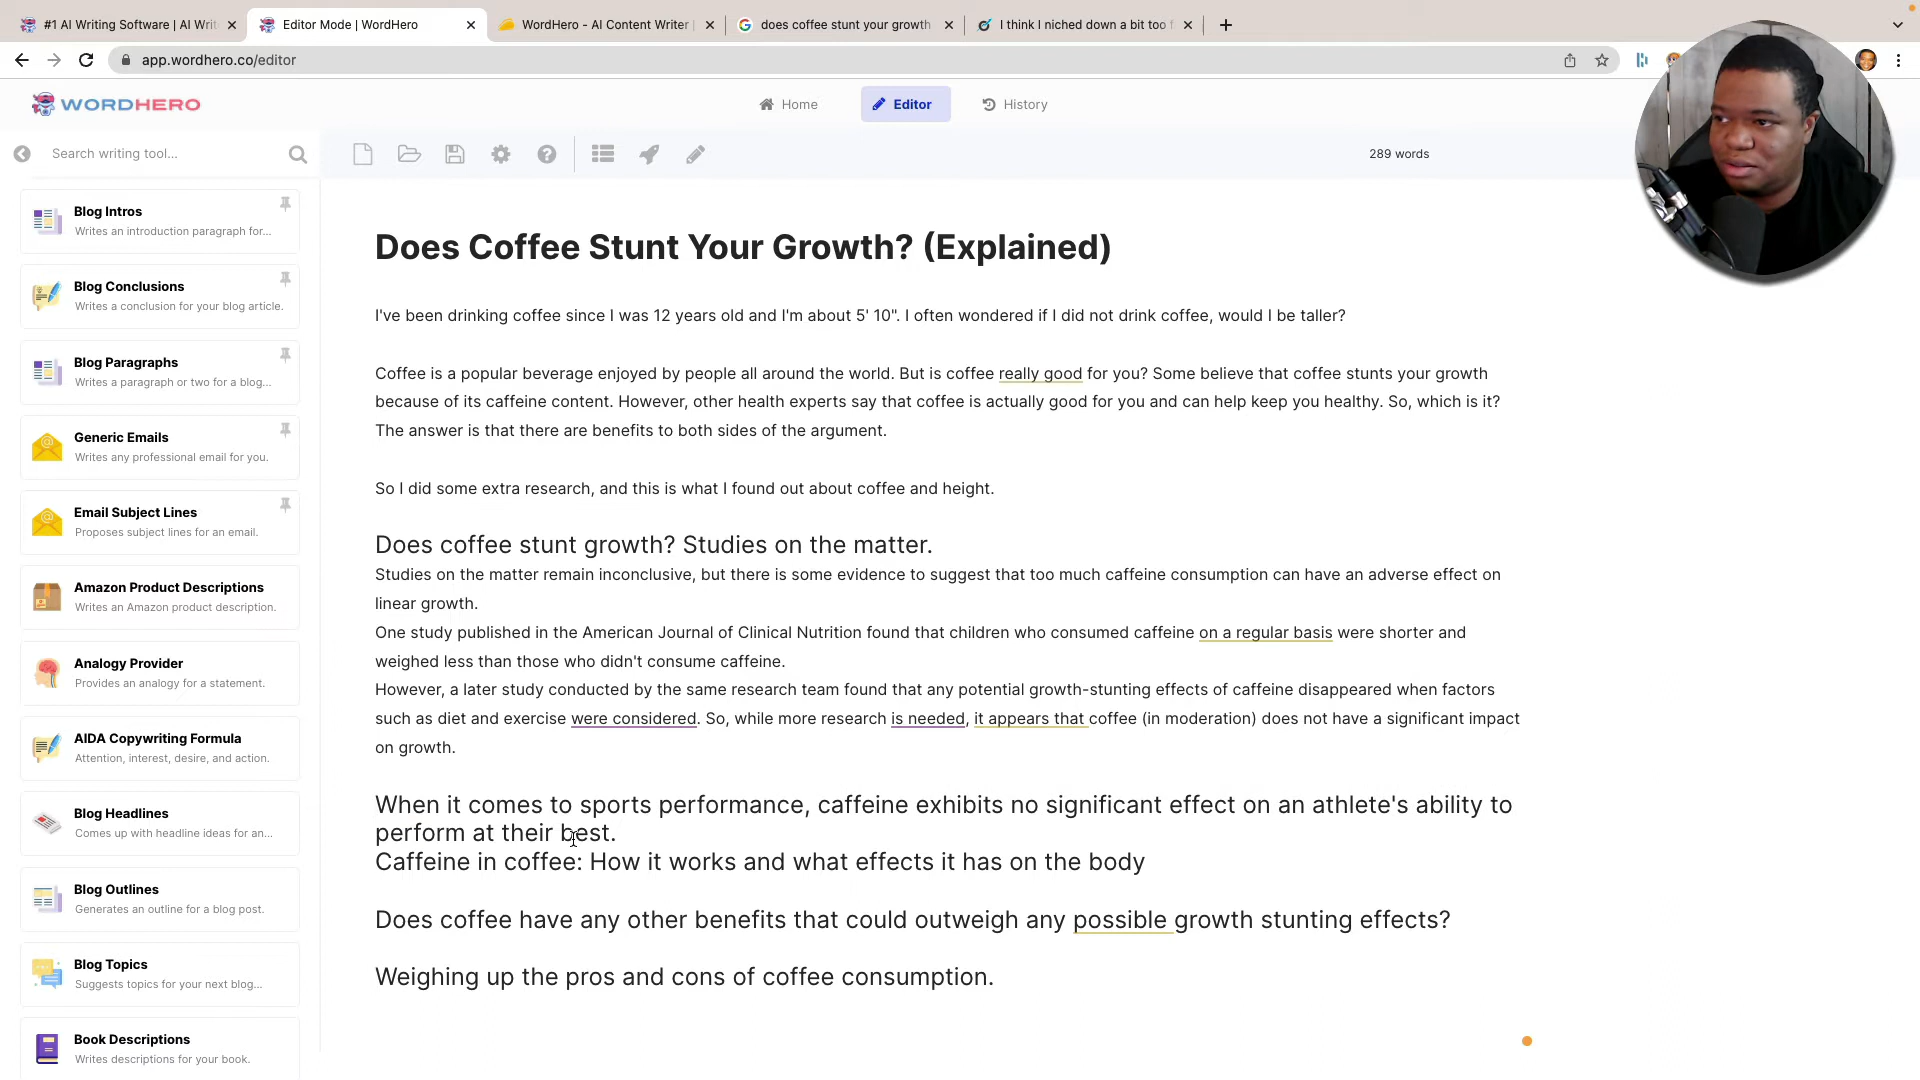 #1 AI Writing Software | AI Writ
Editor Mode | WordHero
WordHero - AI Content Writer |
does coffee stunt your growth
I think I niched down a bit too f
app.wordhero.co/editor
WORDHERO
Home
Editor
History
Search writing tool...
289 words
Blog Intros
Writes an introduction paragraph for...
Blog Conclusions
Writes a conclusion for your blog article.
Blog Paragraphs
Writes a paragraph or two for a blog...
Generic Emails
Writes any professional email for you.
Email Subject Lines
Proposes subject lines for an email.
Amazon Product Descriptions
Writes an Amazon product description.
Analogy Provider
Provides an analogy for a statement.
AIDA Copywriting Formula
Attention, interest, desire, and action.
Blog Headlines
Comes up with headline ideas for an...
Blog Outlines
Generates an outline for a blog post.
Blog Topics
Suggests topics for your next blog...
Book Descriptions
Writes descriptions for your book.
Does Coffee Stunt Your Growth? (Explained)
I've been drinking coffee since I was 12 years old and I'm about 5' 10". I often wondered if I did not drink coffee, would I be taller?
Coffee is a popular beverage enjoyed by people all around the world. But is coffee really good for you? Some believe that coffee stunts your growth
because of its caffeine content. However, other health experts say that coffee is actually good for you and can help keep you healthy. So, which is it?
The answer is that there are benefits to both sides of the argument.
So I did some extra research, and this is what I found out about coffee and height.
Does coffee stunt growth? Studies on the matter.
Studies on the matter remain inconclusive, but there is some evidence to suggest that too much caffeine consumption can have an adverse effect on
linear growth.
One study published in the American Journal of Clinical Nutrition found that children who consumed caffeine on a regular basis were shorter and
weighed less than those who didn't consume caffeine.
However, a later study conducted by the same research team found that any potential growth-stunting effects of caffeine disappeared when factors
such as diet and exercise were considered. So, while more research is needed, it appears that coffee (in moderation) does not have a significant impact
on growth.
When it comes to sports performance, caffeine exhibits no significant effect on an athlete's ability to
perform at their best.
Caffeine in coffee: How it works and what effects it has on the body
Does coffee have any other benefits that could outweigh any possible growth stunting effects?
Weighing up the pros and cons of coffee consumption.